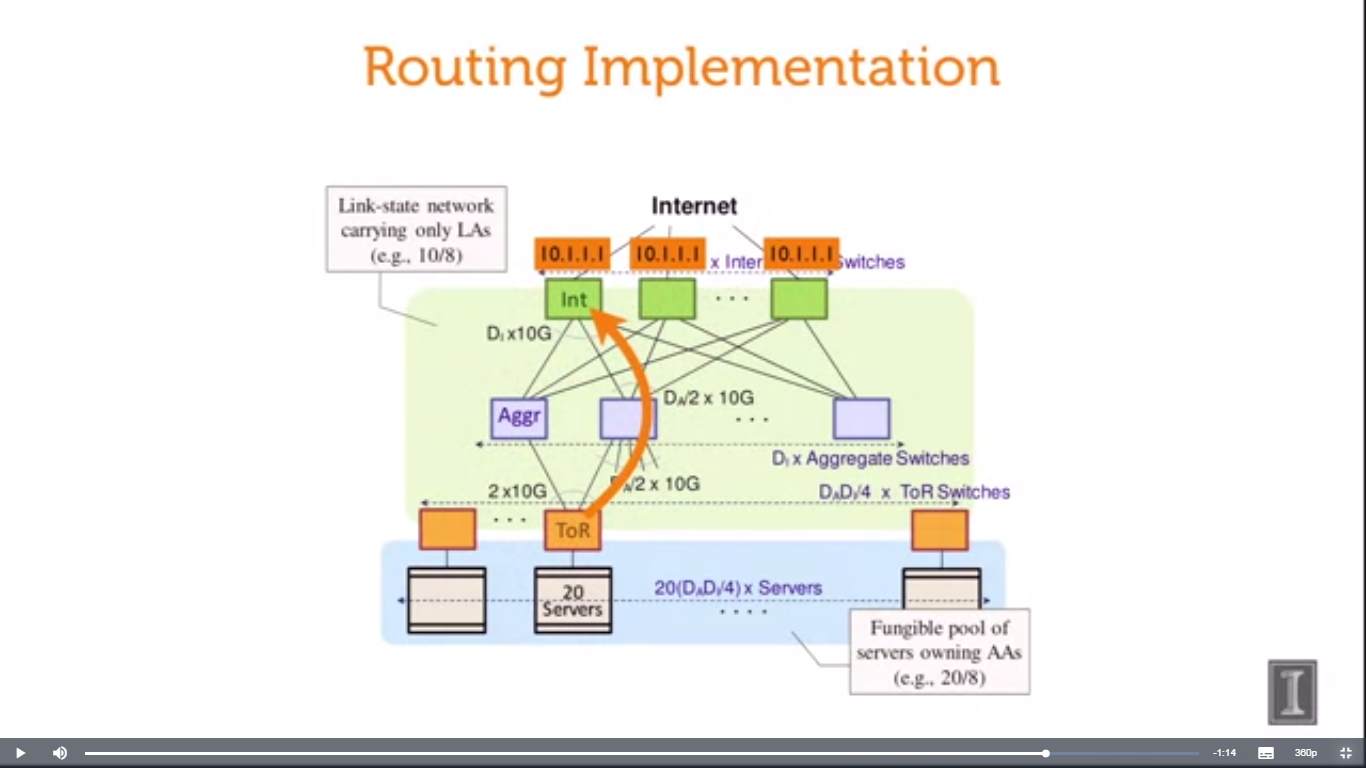 Routing Implementation
Link-state network
carrying only LAs
(e.g., 10/8)
Internet
10.1.1.1
10.1.1.1
10.1.1.1
x Inter
Switches
Int
DI x10G
Aggr
DA/2 x 10G
DI x Aggregate Switches
2 x10G
/2 x 10G
DADI/4 x ToR Switches
ToR
20
Servers
20(DADI/4) x Servers
Fungible pool of
servers owning AAs
(e.g., 20/8)
I
-1:14
360p